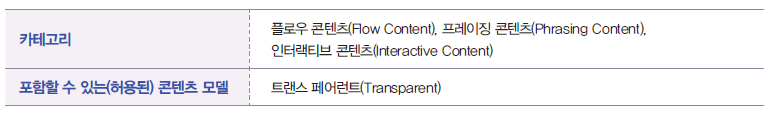 카테고리
플로우 콘텐츠(Flow Content), 프레이징 콘텐츠(Phrasing Content),
인터랙티브 콘텐츠(Interactive Content)
포함할 수 있는(허용된) 콘텐츠 모델
트랜스 페어런트(Transparent)